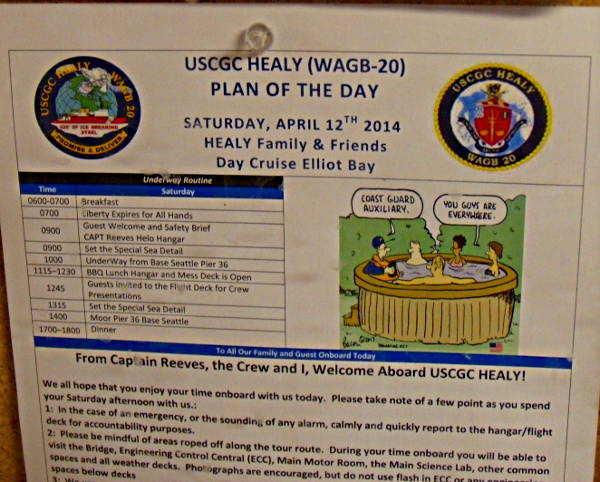 USCGC HEALY (WAGB-20)
PLAN OF THE DAY
SATURDAY, APRIL 12TH 2014
HEALY Family & Friends
Day Cruise Elliot Bay
USCGC HEALY WAGB 20
PROMISE & DELIVER
USCGC HEALY
WAGB 20
Underway Routine
Time Saturday
0600-0700 Breakfast
0700 Liberty Expires for All Hands
0900 Guest Welcome and Safety Brief
CAPT Reeves Helo Hangar
0900 Set the Special Sea Detail
1000 UnderWay from Base Seattle Pier 36
1115–1230 BBQ Lunch Hangar and Mess Deck is Open
1245 Guests Invited to the Flight Deck for Crew
Presentations
1315 Set the Special Sea Detail
1400 Moor Pier 36 Base Seattle
1700–1800 Dinner
COAST GUARD
AUXILIARY.
YOU GUYS ARE
EVERYWHERE.
To All Our Family and Guest Onboard Today
From Captain Reeves, the Crew and I, Welcome Aboard USCGC HEALY!
We all hope that you enjoy your time onboard with us today. Please take note of a few point as you spend
your Saturday afternoon with us.:
1: In the case of an emergency, or the sounding of any alarm, calmly and quickly report to the hangar/flight
deck for accountability purposes.
2: Please be mindful of areas roped off along the tour route. During your time onboard you will be able to
visit the Bridge, Engineering Control Central (ECC), Main Motor Room, the Main Science Lab, other common
spaces and all weather decks. Photographs are encouraged, but do not use flash in ECC or any engineering
spaces below decks